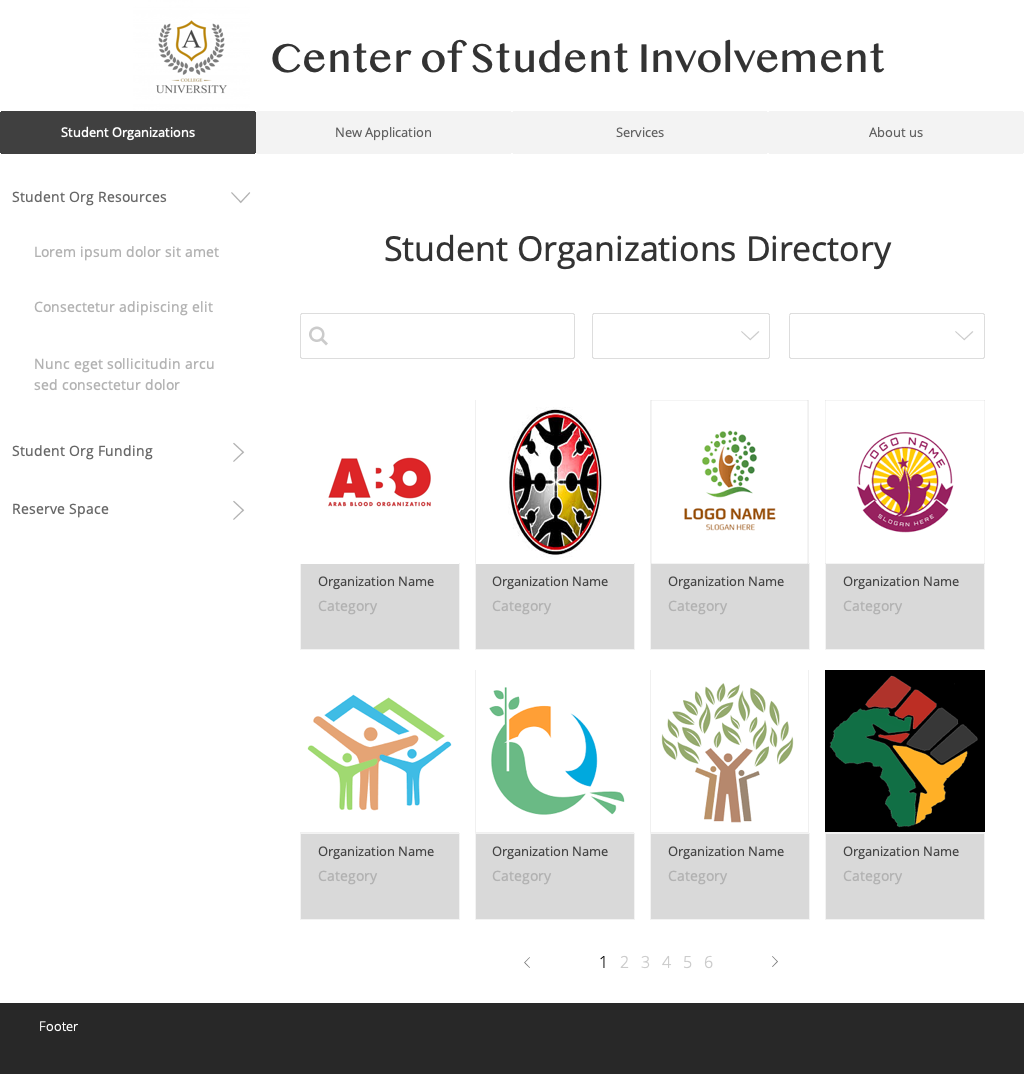 A
COLLEGE
UNIVERSITY
Center of Student Involvement
Student Organizations
New Application
Services
About us
Student Org Resources
Lorem ipsum dolor sit amet
Consectetur adipiscing elit
Nunc eget sollicitudin arcu
sed consectetur dolor
Student Org Funding
Reserve Space
Student Organizations Directory
ABO
ARAB BLOOD ORGANIZATION
LOGO NAME
SLOGAN HERE
LOGO NAME
SLOGAN HERE
Organization Name
Category
Organization Name
Category
Organization Name
Category
Organization Name
Category
Organization Name
Category
Organization Name
Category
Organization Name
Category
Organization Name
Category
1 2 3 4 5 6
Footer